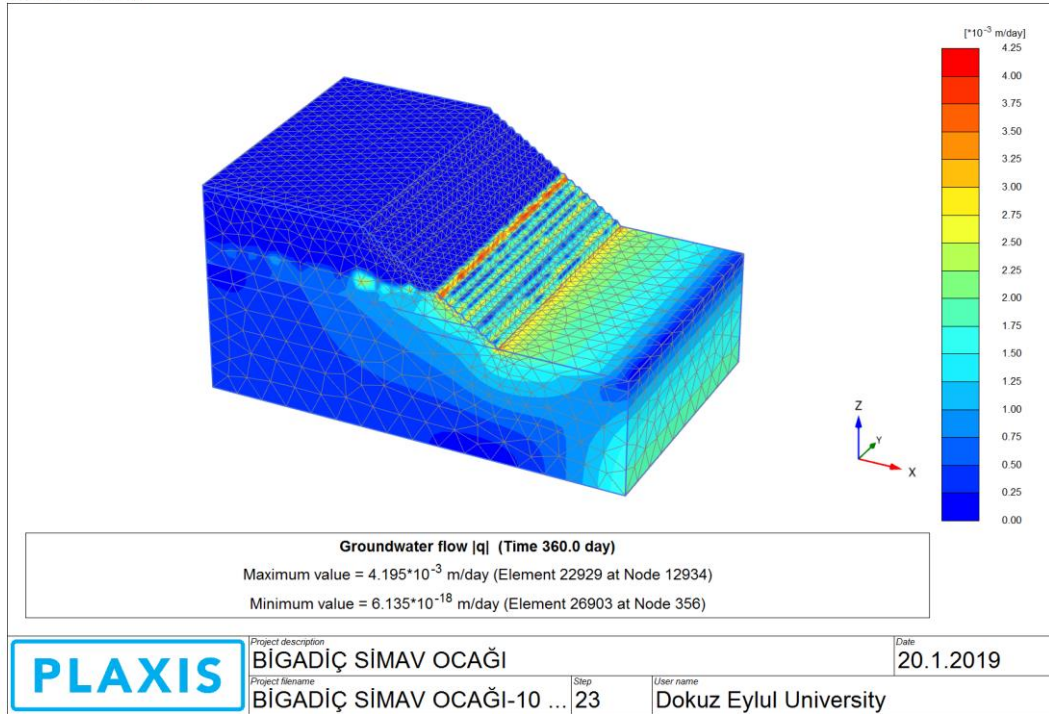 [*10⁻³ m/day]
4.25
4.00
3.75
3.50
3.25
3.00
2.75
2.50
2.25
2.00
1.75
1.50
1.25
1.00
0.75
0.50
0.25
0.00
Z
Y
X
Groundwater flow |q| (Time 360.0 day)
Maximum value = 4.195*10⁻³ m/day (Element 22929 at Node 12934)
Minimum value = 6.135*10⁻¹⁸ m/day (Element 26903 at Node 356)
PLAXIS
Project description
BİGADİÇ SİMAV OCAĞI
Date
20.1.2019
Project filename
BİGADİÇ SİMAV OCAĞI-10 ...
Step
23
User name
Dokuz Eylul University